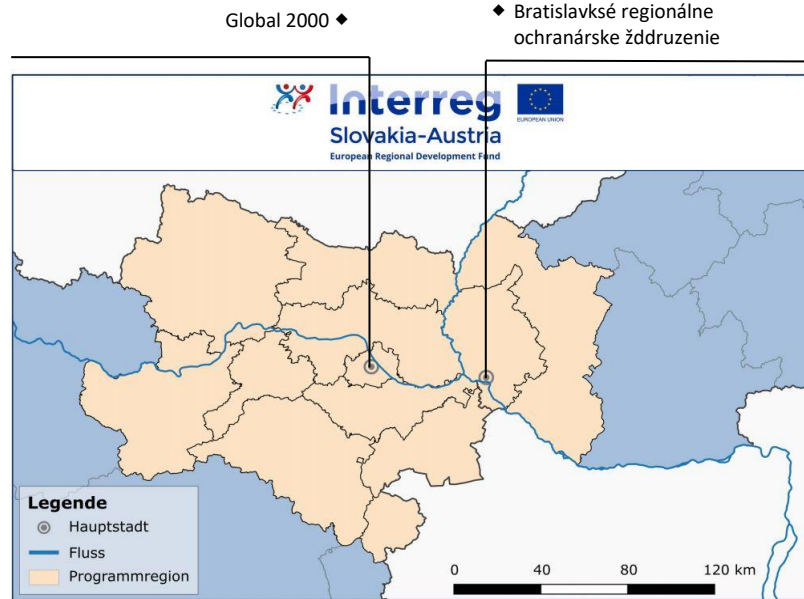 Global 2000 ◆
◆ Bratislavksé regionálne
ochranárske žddruzenie
Interreg
EUROPEAN UNION
Slovakia-Austria
European Regional Development Fund
Legende
Hauptstadt
Fluss
Programmregion
0 40 80 120 km